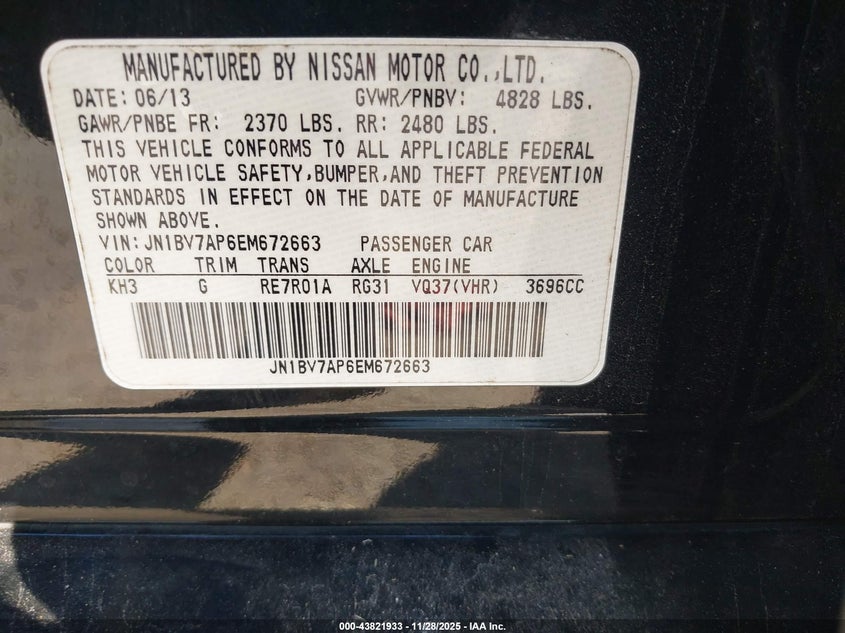 MANUFACTURED BY NISSAN MOTOR CO.,LTD.
DATE: 06/13 GVWR/PNBV: 4828 LBS.
GAWR/PNBE FR: 2370 LBS. RR: 2480 LBS.
THIS VEHICLE CONFORMS TO ALL APPLICABLE FEDERAL
MOTOR VEHICLE SAFETY,BUMPER,AND THEFT PREVENTION
STANDARDS IN EFFECT ON THE DATE OF MANUFACTURE
SHOWN ABOVE.
VIN: JN1BV7AP6EM672663 PASSENGER CAR
COLOR TRIM TRANS AXLE ENGINE
KH3 G RE7R01A RG31 VQ37(VHR) 3696CC
JN1BV7AP6EM672663
000-43821933 - 11/28/2025 - IAA Inc.